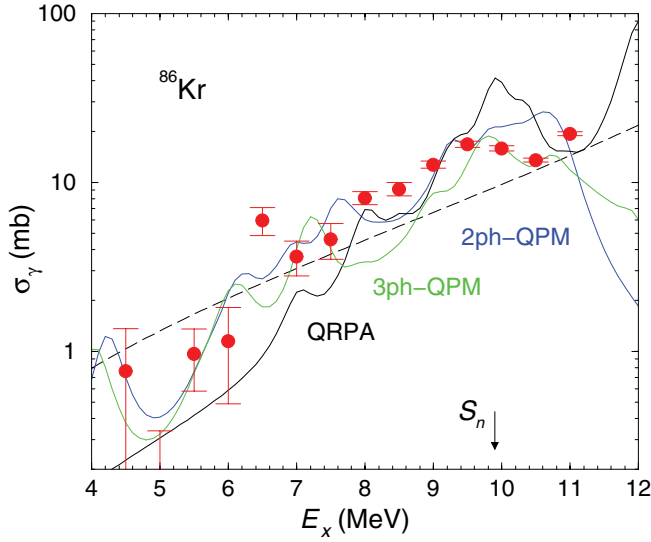 100
10
1
σγ (mb)
⁸⁶Kr
2ph−QPM
3ph−QPM
QRPA
Sn
4 5 6 7 8 9 10 11 12
Ex (MeV)